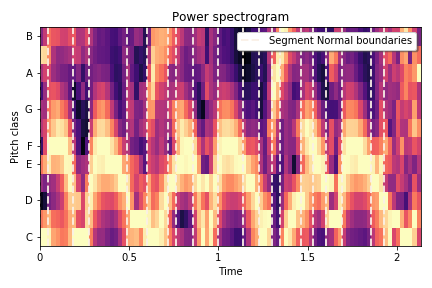 Power spectrogram
Segment Normal boundaries
B
A
G
F
E
D
C
Pitch class
0
0.5
1
1.5
2
Time